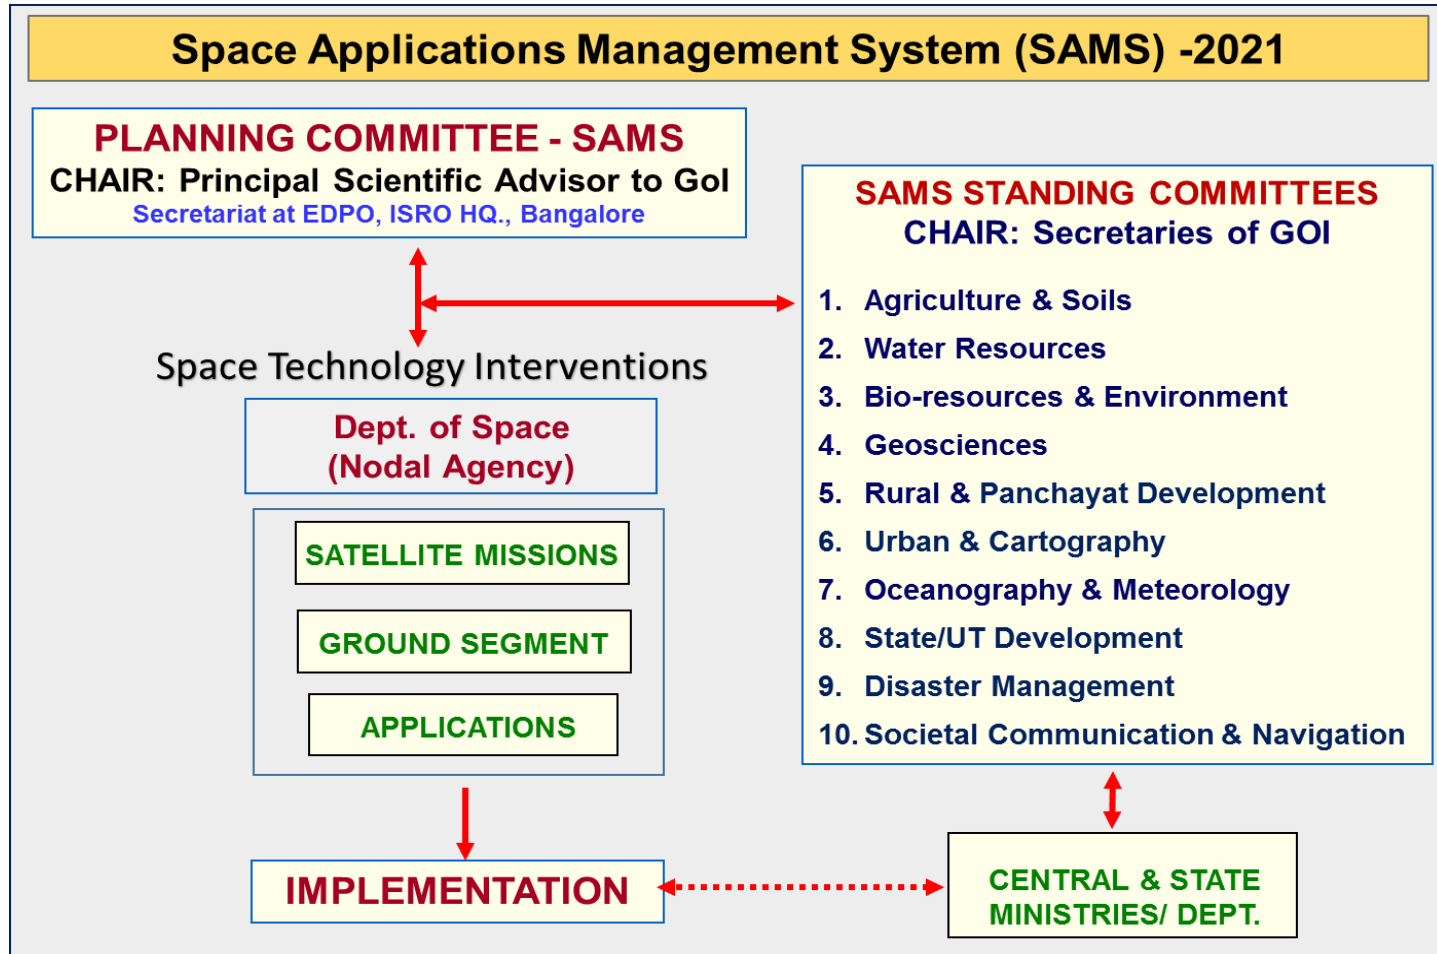 Space Applications Management System (SAMS) -2021
PLANNING COMMITTEE - SAMS
CHAIR: Principal Scientific Advisor to GoI
Secretariat at EDPO, ISRO HQ., Bangalore
Space Technology Interventions
Dept. of Space
(Nodal Agency)
SATELLITE MISSIONS
GROUND SEGMENT
APPLICATIONS
IMPLEMENTATION
SAMS STANDING COMMITTEES
CHAIR: Secretaries of GOI
1. Agriculture & Soils
2. Water Resources
3. Bio-resources & Environment
4. Geosciences
5. Rural & Panchayat Development
6. Urban & Cartography
7. Oceanography & Meteorology
8. State/UT Development
9. Disaster Management
10. Societal Communication & Navigation
CENTRAL & STATE
MINISTRIES/ DEPT.